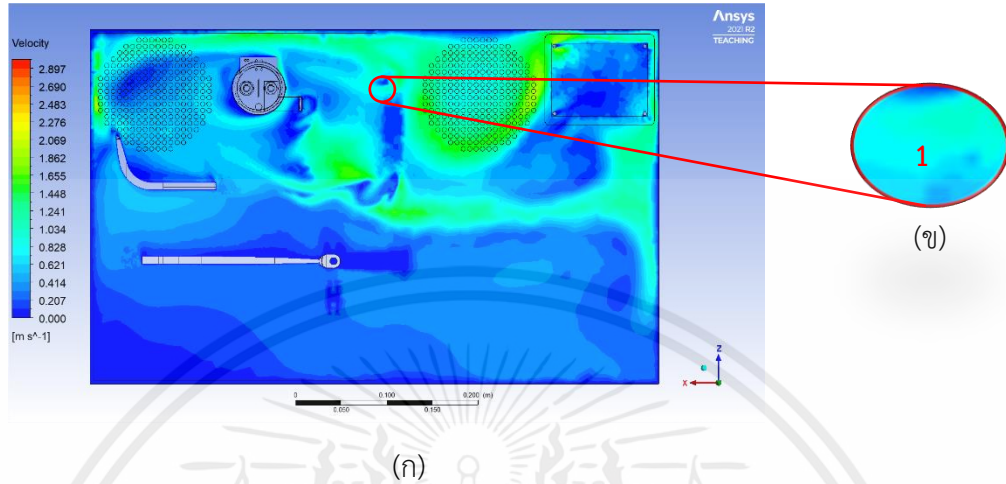 Ansys
2021 R2
TEACHING
Velocity
2.897
2.690
2.483
2.276
2.069
1.862
1.655
1.448
1.241
1.034
0.828
0.621
0.414
0.207
0.000
[m s^-1]
1
(ข)
Z
X
0 0.100 0.200 (m)
0.050 0.150
(ก)